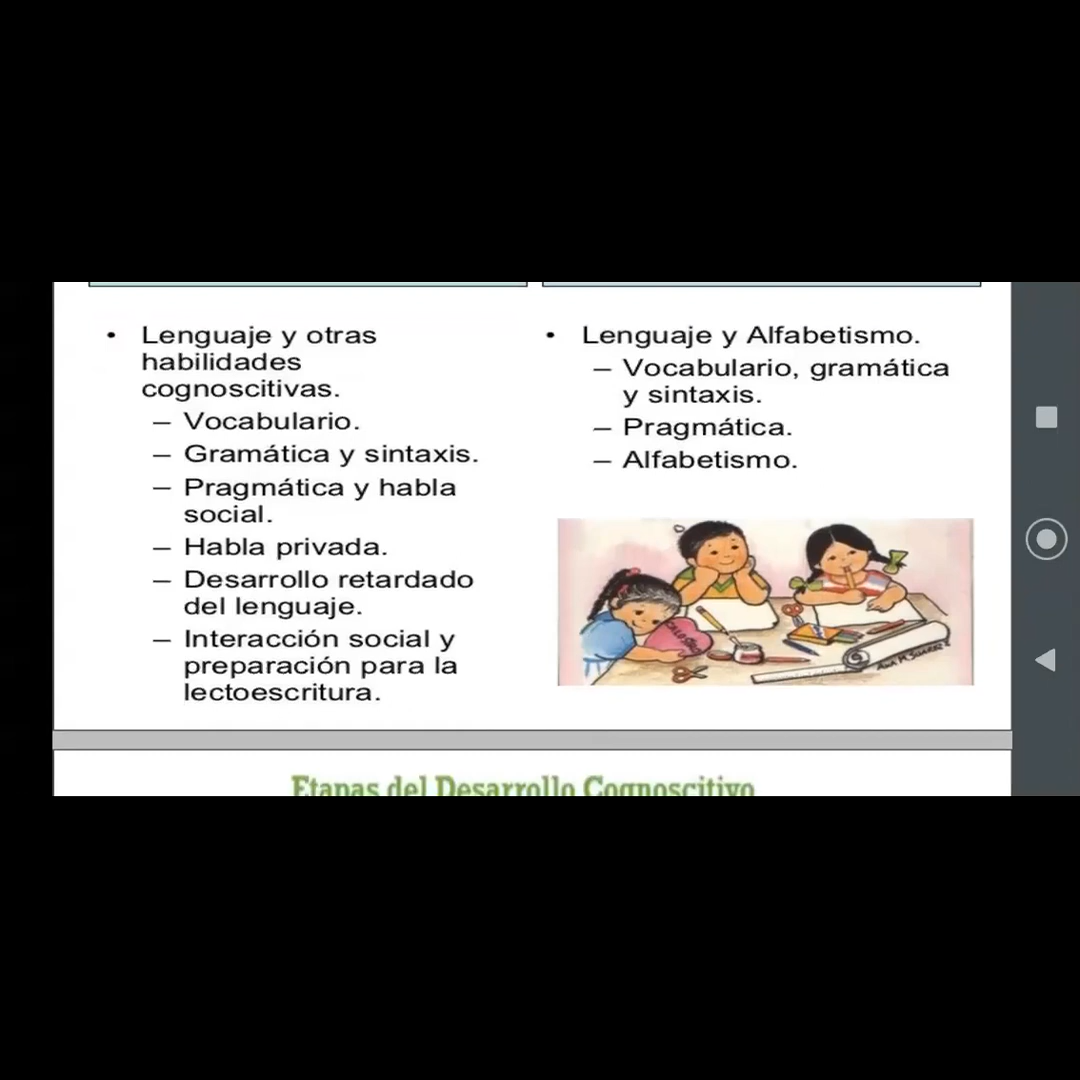 • Lenguaje y otras
habilidades
cognoscitivas.
– Vocabulario.
– Gramática y sintaxis.
– Pragmática y habla
social.
– Habla privada.
– Desarrollo retardado
del lenguaje.
– Interacción social y
preparación para la
lectoescritura.
• Lenguaje y Alfabetismo.
– Vocabulario, gramática
y sintaxis.
– Pragmática.
– Alfabetismo.
Etapas del Desarrollo Cognoscitivo